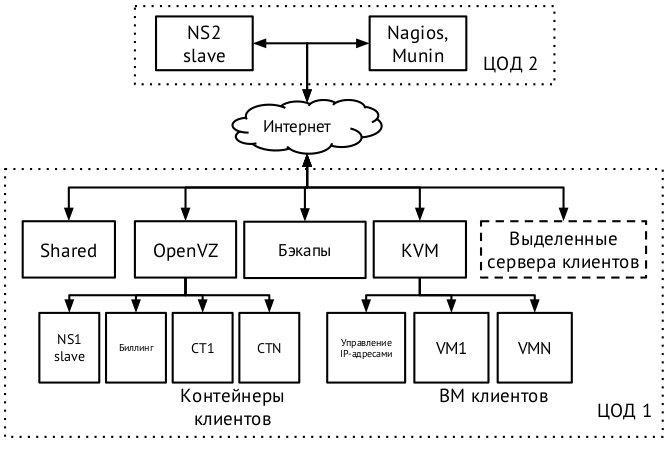 NS2
slave
Nagios,
Munin
ЦОД 2
Интернет
Shared
OpenVZ
Бэкапы
KVM
Выделенные
сервера клиентов
NS1
slave
Биллинг
CT1
CTN
Управление
IP-адресами
VM1
VMN
Контейнеры
клиентов
ВМ клиентов
ЦОД 1